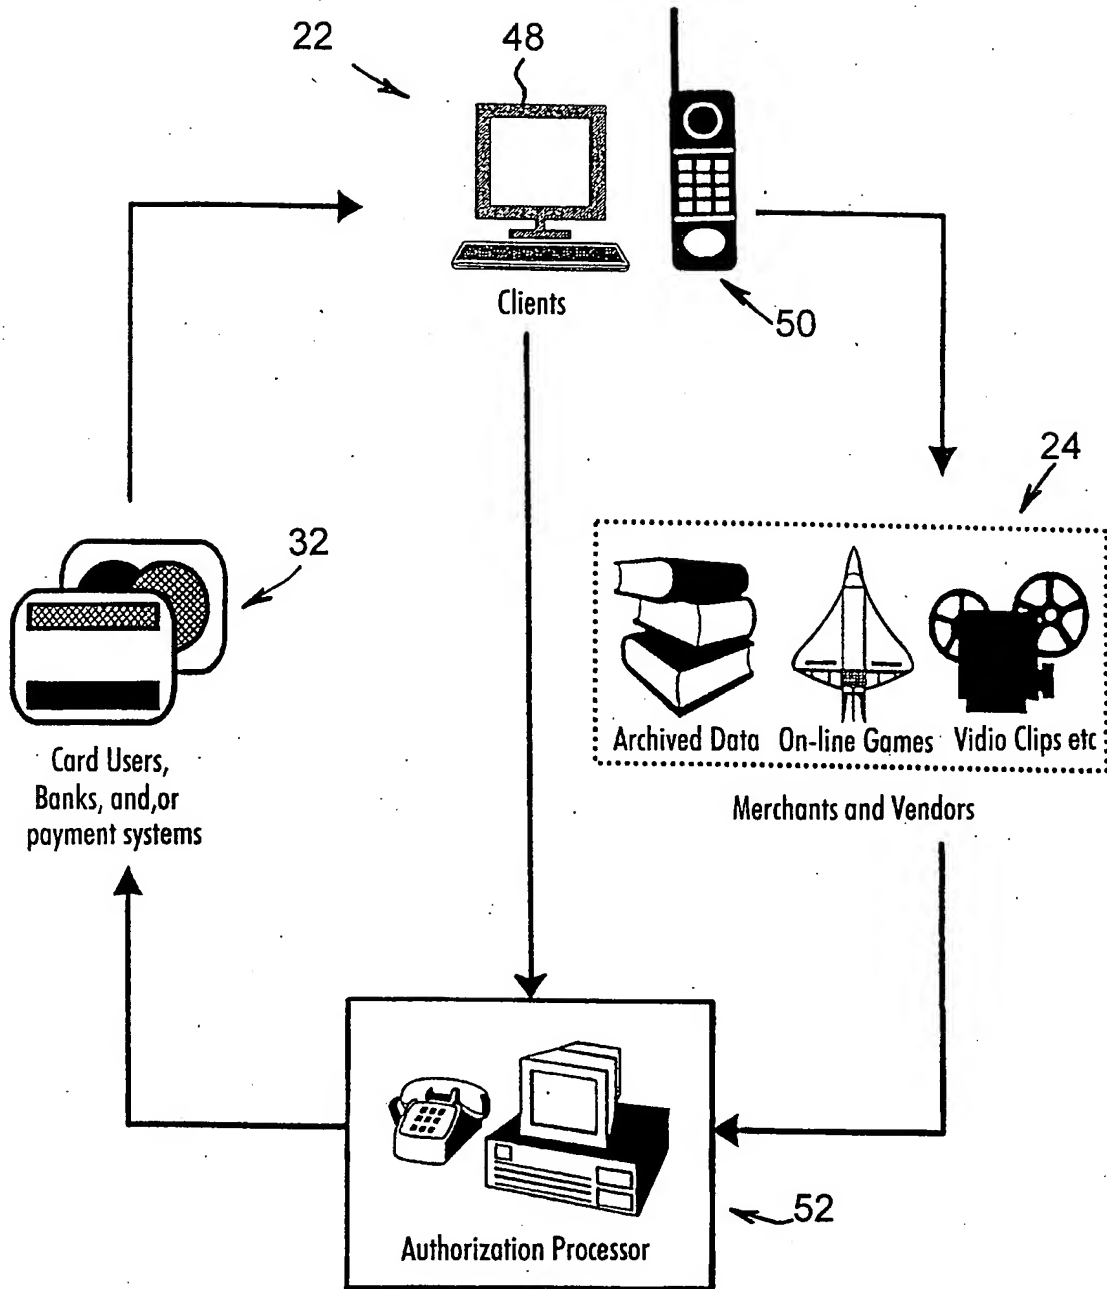 22
48
Clients
50
24
32
Archived Data On-line Games Vidio Clips etc
Card Users,
Banks, and,or
payment systems
Merchants and Vendors
Authorization Processor
52